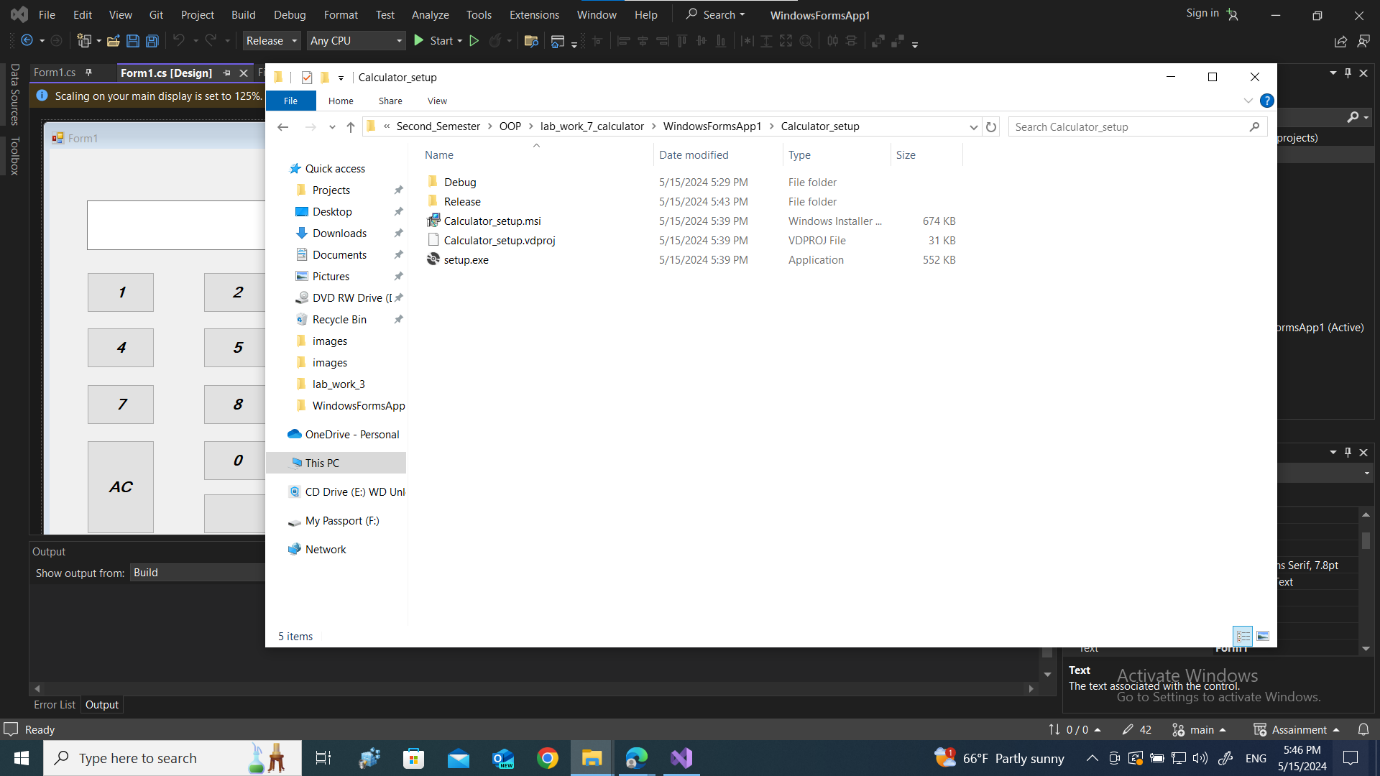 File Edit View Git Project Build Debug Format Test Analyze Tools Extensions Window Help Search WindowsFormsApp1 Sign in
Release Any CPU Start
Data Sources
Toolbox
Form1.cs Form1.cs [Design]
Scaling on your main display is set to 125%.
Form1
1 2
4 5
7 8
AC 0
Calculator_setup
File Home Share View
« Second_Semester > OOP > lab_work_7_calculator > WindowsFormsApp1 > Calculator_setup
Search Calculator_setup
Quick access
Projects
Desktop
Downloads
Documents
Pictures
DVD RW Drive (
Recycle Bin
images
images
lab_work_3
WindowsFormsApp
OneDrive - Personal
This PC
CD Drive (E:) WD Unl
My Passport (F:)
Network
Name Date modified Type Size
Debug 5/15/2024 5:29 PM File folder
Release 5/15/2024 5:43 PM File folder
Calculator_setup.msi 5/15/2024 5:39 PM Windows Installer ... 674 KB
Calculator_setup.vdproj 5/15/2024 5:39 PM VDPROJ File 31 KB
setup.exe 5/15/2024 5:39 PM Application 552 KB
5 items
projects)
ormsApp1 (Active)
ns Serif, 7.8pt
Text
Text Form1
Text
The text associated with the control.
Activate Windows
Go to Settings to activate Windows.
Output
Show output from: Build
Error List Output
Ready 0 / 0 42 main Assainment
Type here to search
NEW
1
66°F Partly sunny
ENG
5:46 PM
5/15/2024